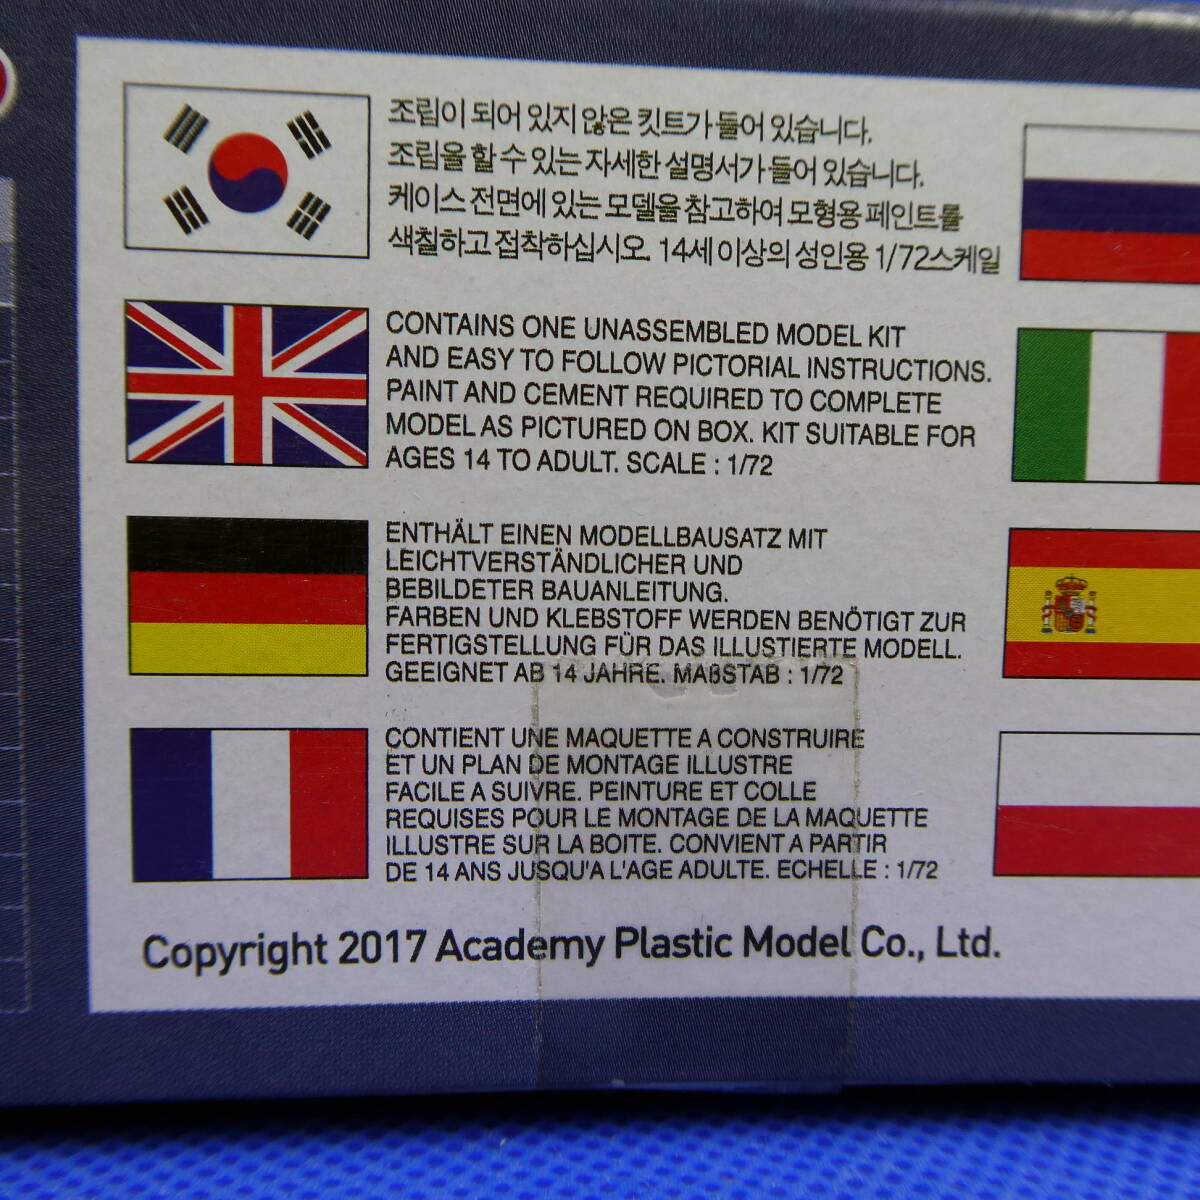 조립이 되어 있지 않은 킷트가 들어 있습니다.
조립을 할 수 있는 자세한 설명서가 들어 있습니다.
케이스 전면에 있는 모델을 참고하여 모형용 페인트를
색칠하고 접착하십시오. 14세 이상의 성인용 1/72스케일
CONTAINS ONE UNASSEMBLED MODEL KIT
AND EASY TO FOLLOW PICTORIAL INSTRUCTIONS.
PAINT AND CEMENT REQUIRED TO COMPLETE
MODEL AS PICTURED ON BOX. KIT SUITABLE FOR
AGES 14 TO ADULT. SCALE : 1/72
ENTHÄLT EINEN MODELLBAUSATZ MIT
LEICHTVERSTÄNDLICHER UND
BEBILDETER BAUANLEITUNG.
FARBEN UND KLEBSTOFF WERDEN BENÖTIGT ZUR
FERTIGSTELLUNG FÜR DAS ILLUSTIERTE MODELL.
GEEIGNET AB 14 JAHRE. MAßSTAB : 1/72
CONTIENT UNE MAQUETTE A CONSTRUIRE
ET UN PLAN DE MONTAGE ILLUSTRE
FACILE A SUIVRE. PEINTURE ET COLLE
REQUISES POUR LE MONTAGE DE LA MAQUETTE
ILLUSTRE SUR LA BOITE. CONVIENT A PARTIR
DE 14 ANS JUSQU'A L'AGE ADULTE. ECHELLE : 1/72
Copyright 2017 Academy Plastic Model Co., Ltd.